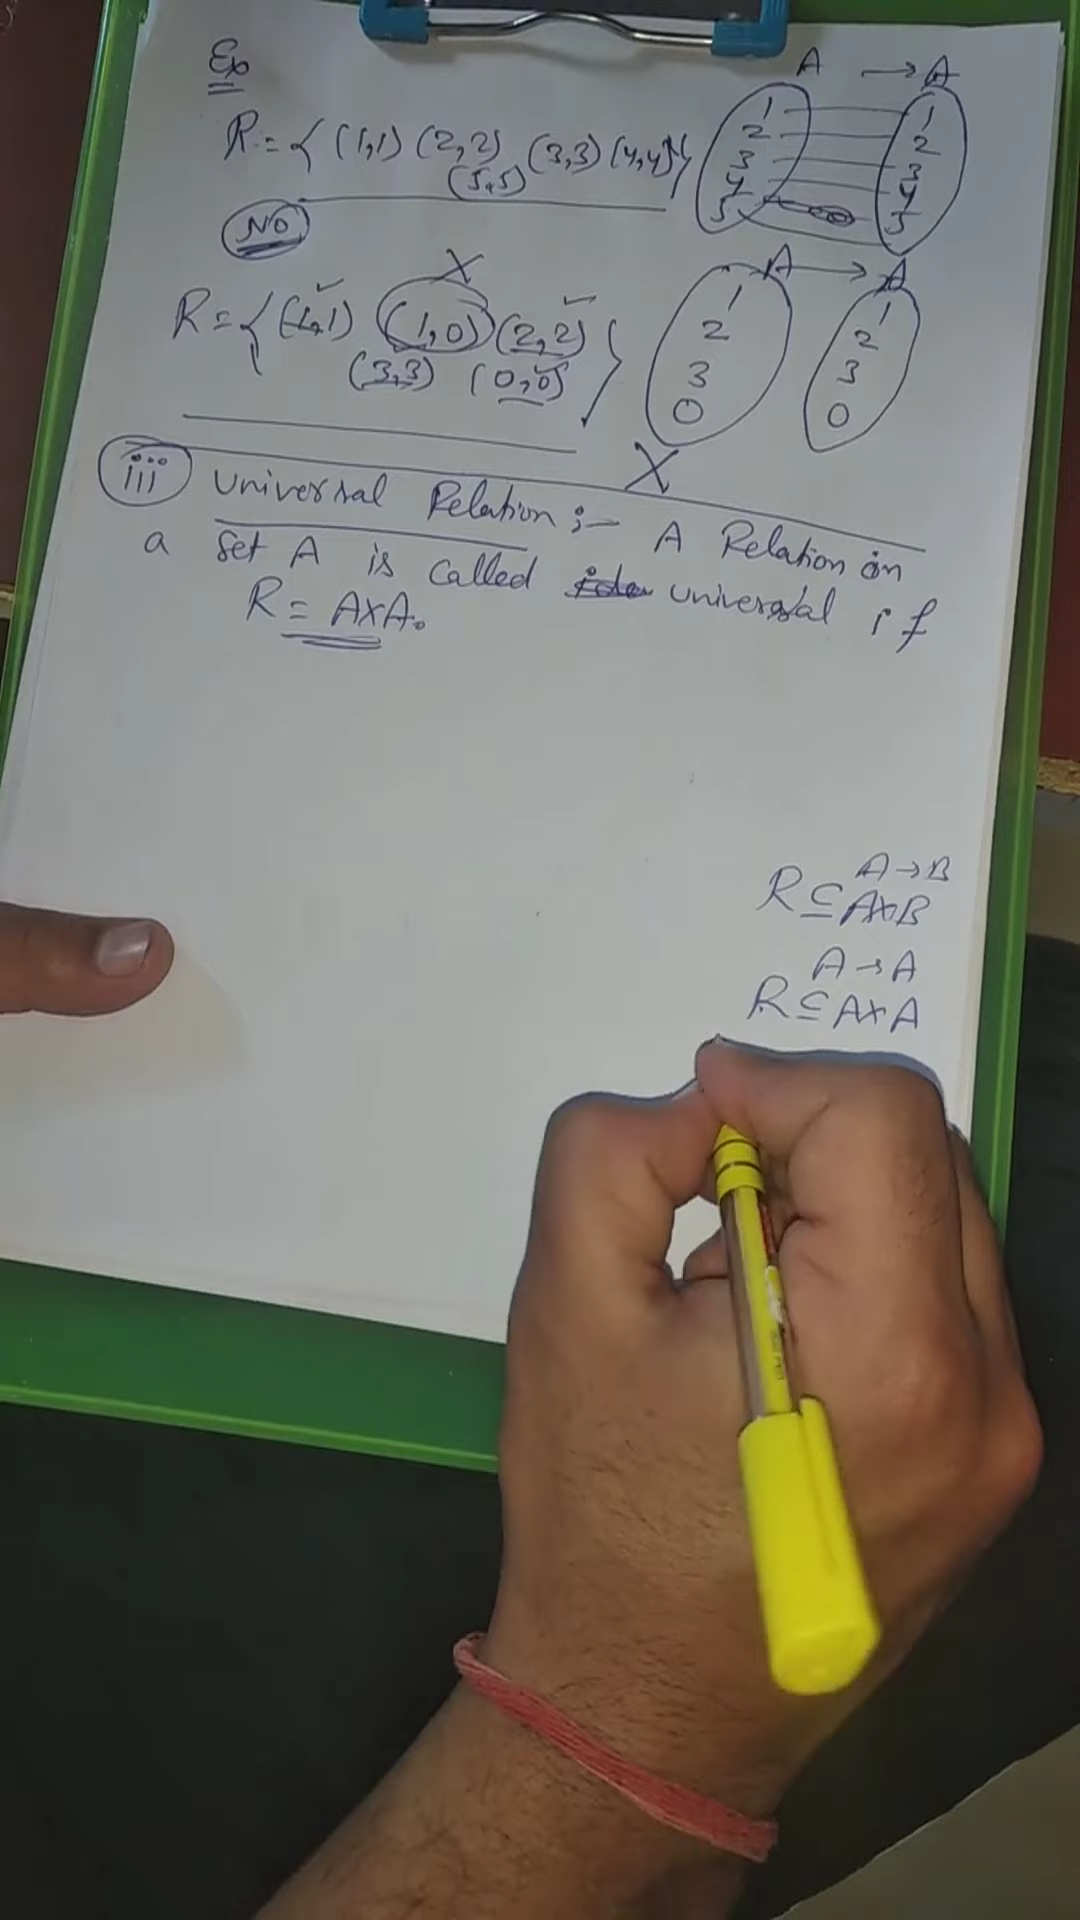 Ex
A → A
R = { (1,1) (2,2) (3,3) (4,4) }
(5,5)
1 1
2 2
3 3
4 4
5 5
NO
X
A → A
R = { (1,1) (1,0) (2,2) }
(3,3) (0,0)
1 1
2 2
3 3
0 0
X
iii Universal Relation :- A Relation on
a set A is called universal if
R = A×A.
A → B
R ⊆ A×B
A → A
R ⊆ A×A